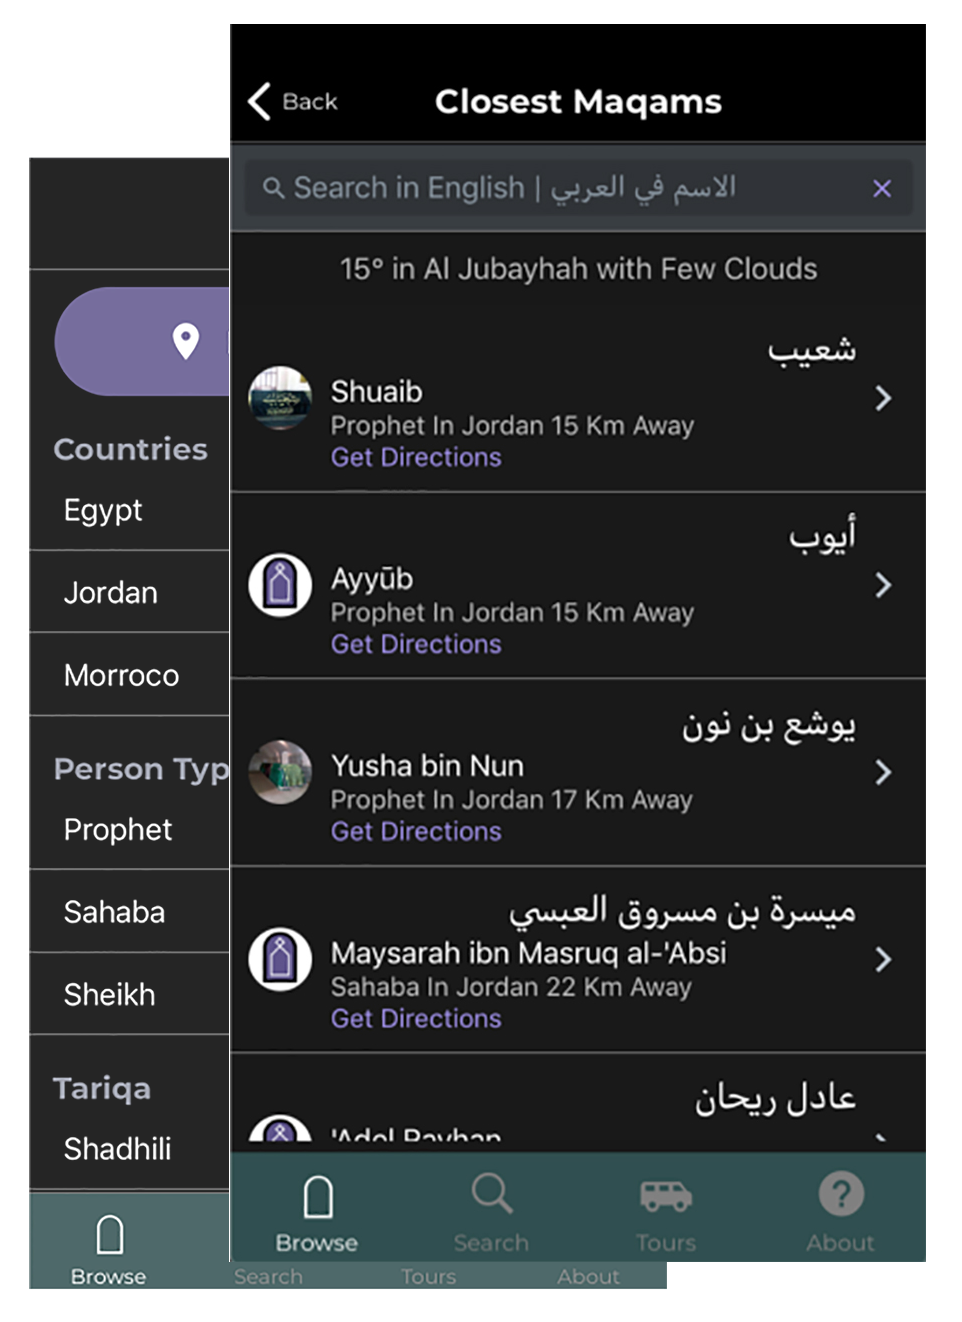 Back
Closest Maqams
Search in English | الاسم في العربي
15° in Al Jubayhah with Few Clouds
شعيب
Shuaib
Prophet In Jordan 15 Km Away
Get Directions
أيوب
Ayyūb
Prophet In Jordan 15 Km Away
Get Directions
يوشع بن نون
Yusha bin Nun
Prophet In Jordan 17 Km Away
Get Directions
ميسرة بن مسروق العبسي
Maysarah ibn Masruq al-'Absi
Sahaba In Jordan 22 Km Away
Get Directions
عادل ريحان
'Adel Rayhan
Browse Search Tours About
Countries
Egypt
Jordan
Morroco
Person Typ
Prophet
Sahaba
Sheikh
Tariqa
Shadhili
Browse Search Tours About